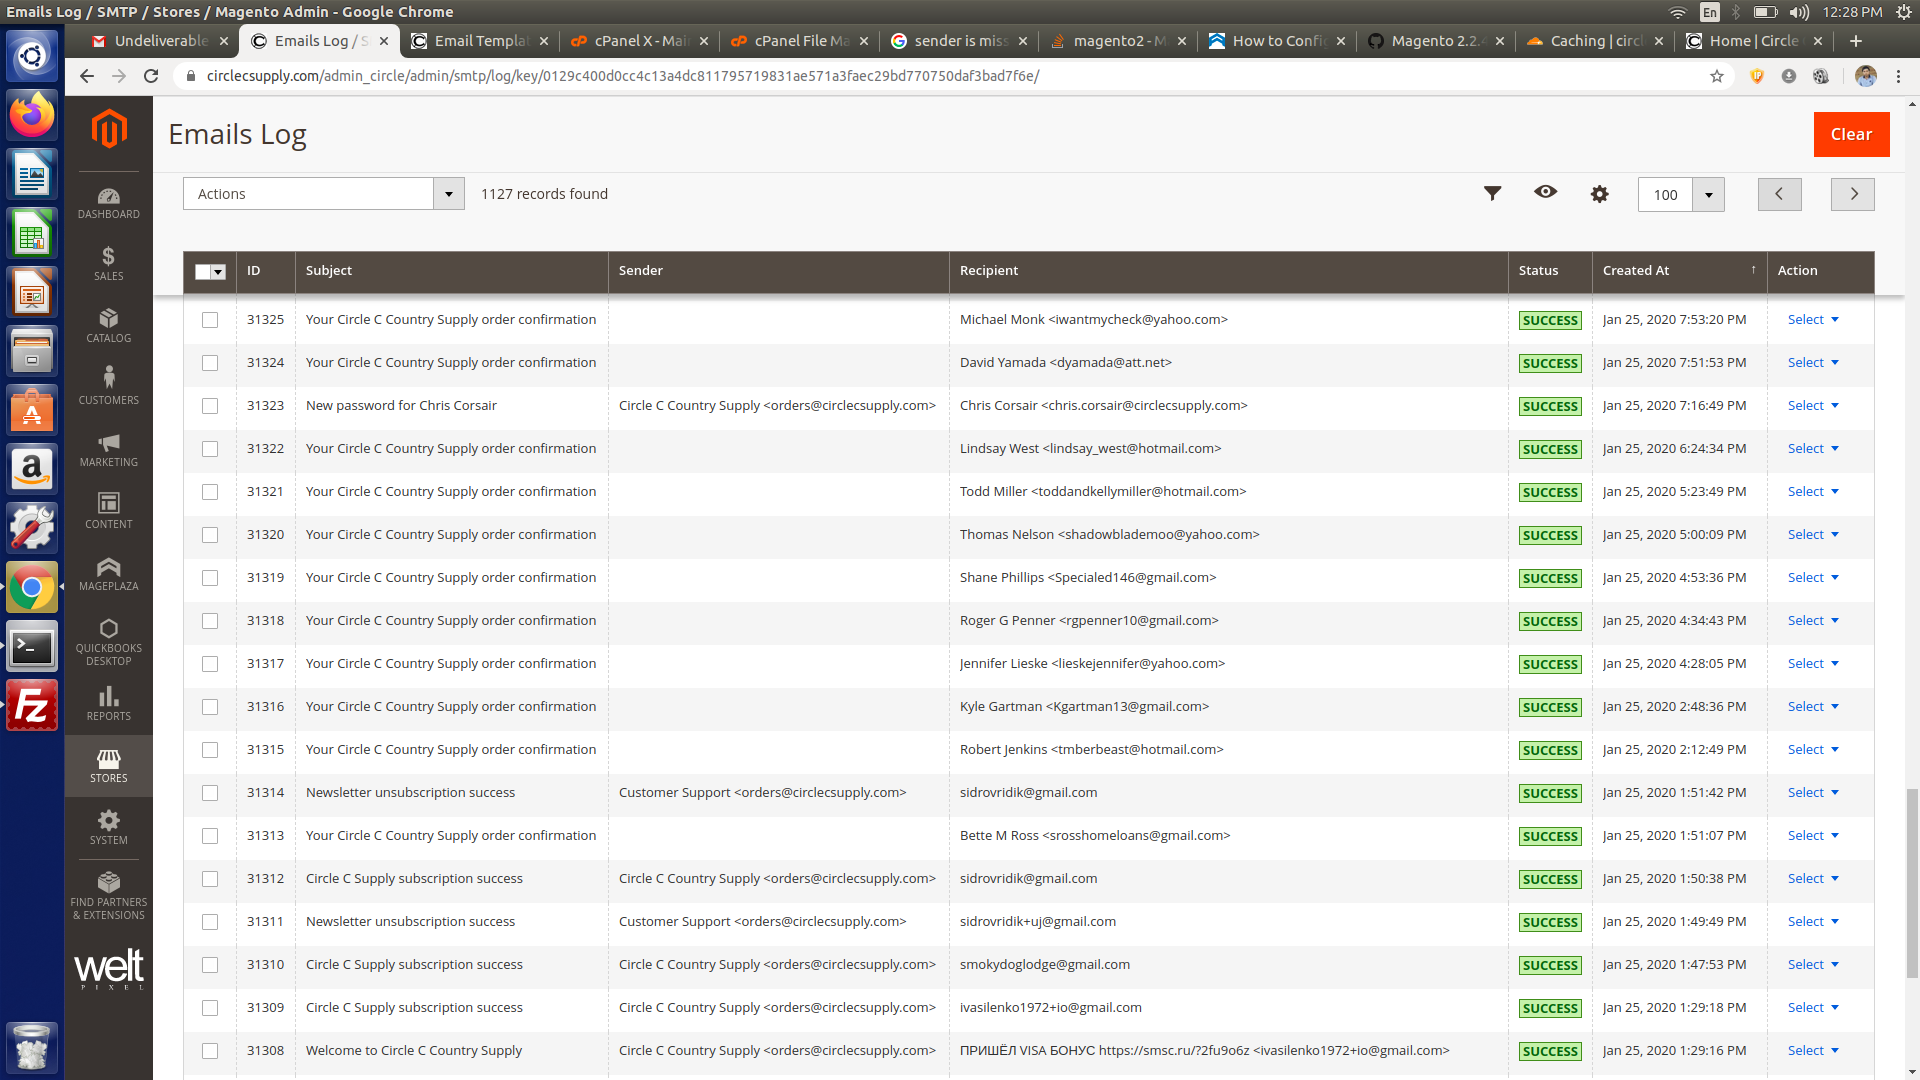 Emails Log / SMTP / Stores / Magento Admin - Google Chrome
En
12:28 PM
Undeliverable
Emails Log / S
Email Templa
cPanel X - Mai
cPanel File Ma
sender is miss
magento2 - M
How to Config
Magento 2.2.4
Caching | circl
Home | Circle
circlecsupply.com/admin_circle/admin/smtp/log/key/0129c400d0cc4c13a4dc811795719831ae571a3faec29bd770750daf3bad7f6e/
Emails Log
Clear
Actions
1127 records found
100
ID Subject Sender Recipient Status Created At ↑ Action
31325 Your Circle C Country Supply order confirmation Michael Monk <iwantmycheck@yahoo.com> SUCCESS Jan 25, 2020 7:53:20 PM Select
31324 Your Circle C Country Supply order confirmation David Yamada <dyamada@att.net> SUCCESS Jan 25, 2020 7:51:53 PM Select
31323 New password for Chris Corsair Circle C Country Supply <orders@circlecsupply.com> Chris Corsair <chris.corsair@circlecsupply.com> SUCCESS Jan 25, 2020 7:16:49 PM Select
31322 Your Circle C Country Supply order confirmation Lindsay West <lindsay_west@hotmail.com> SUCCESS Jan 25, 2020 6:24:34 PM Select
31321 Your Circle C Country Supply order confirmation Todd Miller <toddandkellymiller@hotmail.com> SUCCESS Jan 25, 2020 5:23:49 PM Select
31320 Your Circle C Country Supply order confirmation Thomas Nelson <shadowblademoo@yahoo.com> SUCCESS Jan 25, 2020 5:00:09 PM Select
31319 Your Circle C Country Supply order confirmation Shane Phillips <Specialed146@gmail.com> SUCCESS Jan 25, 2020 4:53:36 PM Select
31318 Your Circle C Country Supply order confirmation Roger G Penner <rgpenner10@gmail.com> SUCCESS Jan 25, 2020 4:34:43 PM Select
31317 Your Circle C Country Supply order confirmation Jennifer Lieske <lieskejennifer@yahoo.com> SUCCESS Jan 25, 2020 4:28:05 PM Select
31316 Your Circle C Country Supply order confirmation Kyle Gartman <Kgartman13@gmail.com> SUCCESS Jan 25, 2020 2:48:36 PM Select
31315 Your Circle C Country Supply order confirmation Robert Jenkins <tmberbeast@hotmail.com> SUCCESS Jan 25, 2020 2:12:49 PM Select
31314 Newsletter unsubscription success Customer Support <orders@circlecsupply.com> sidrovridik@gmail.com SUCCESS Jan 25, 2020 1:51:42 PM Select
31313 Your Circle C Country Supply order confirmation Bette M Ross <srosshomeloans@gmail.com> SUCCESS Jan 25, 2020 1:51:07 PM Select
31312 Circle C Supply subscription success Circle C Country Supply <orders@circlecsupply.com> sidrovridik@gmail.com SUCCESS Jan 25, 2020 1:50:38 PM Select
31311 Newsletter unsubscription success Customer Support <orders@circlecsupply.com> sidrovridik+uj@gmail.com SUCCESS Jan 25, 2020 1:49:49 PM Select
31310 Circle C Supply subscription success Circle C Country Supply <orders@circlecsupply.com> smokydoglodge@gmail.com SUCCESS Jan 25, 2020 1:47:53 PM Select
31309 Circle C Supply subscription success Circle C Country Supply <orders@circlecsupply.com> ivasilenko1972+io@gmail.com SUCCESS Jan 25, 2020 1:29:18 PM Select
31308 Welcome to Circle C Country Supply Circle C Country Supply <orders@circlecsupply.com> ПРИШЁЛ VISA БОНУС https://smsc.ru/?2fu9o6z <ivasilenko1972+io@gmail.com> SUCCESS Jan 25, 2020 1:29:16 PM Select
DASHBOARD
SALES
CATALOG
CUSTOMERS
MARKETING
CONTENT
MAGEPLAZA
QUICKBOOKS
DESKTOP
REPORTS
STORES
SYSTEM
FIND PARTNERS
& EXTENSIONS
welt
PIXEL